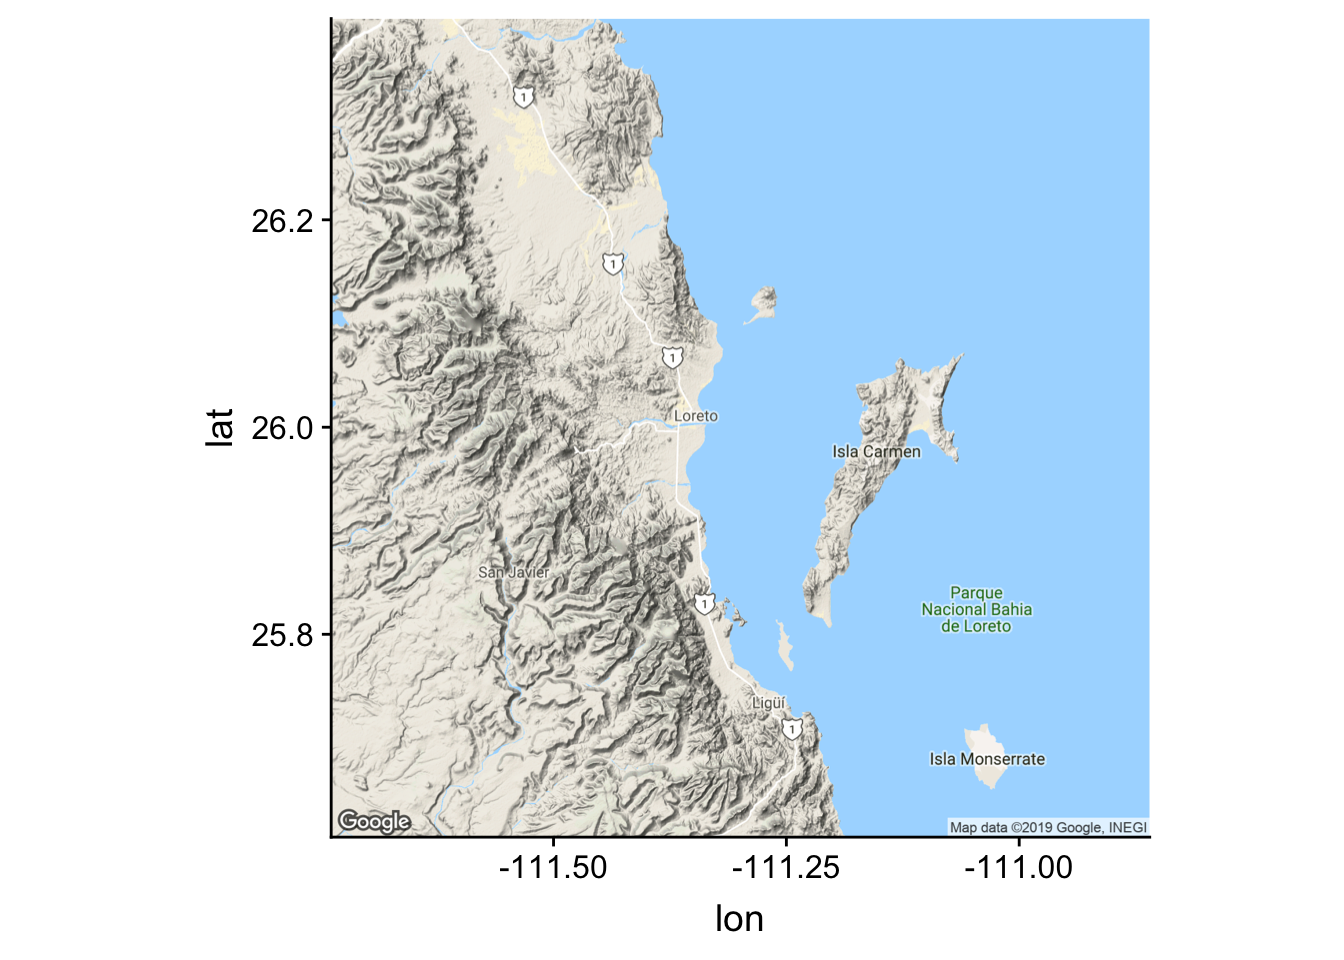 1
26.2
1
1
Loreto
26.0
Isla Carmen
lat
San Javier
Parque
Nacional Bahia
de Loreto
1
25.8
Ligüí
1
Isla Monserrate
Google
Map data ©2019 Google, INEGI
-111.50
-111.25
-111.00
lon